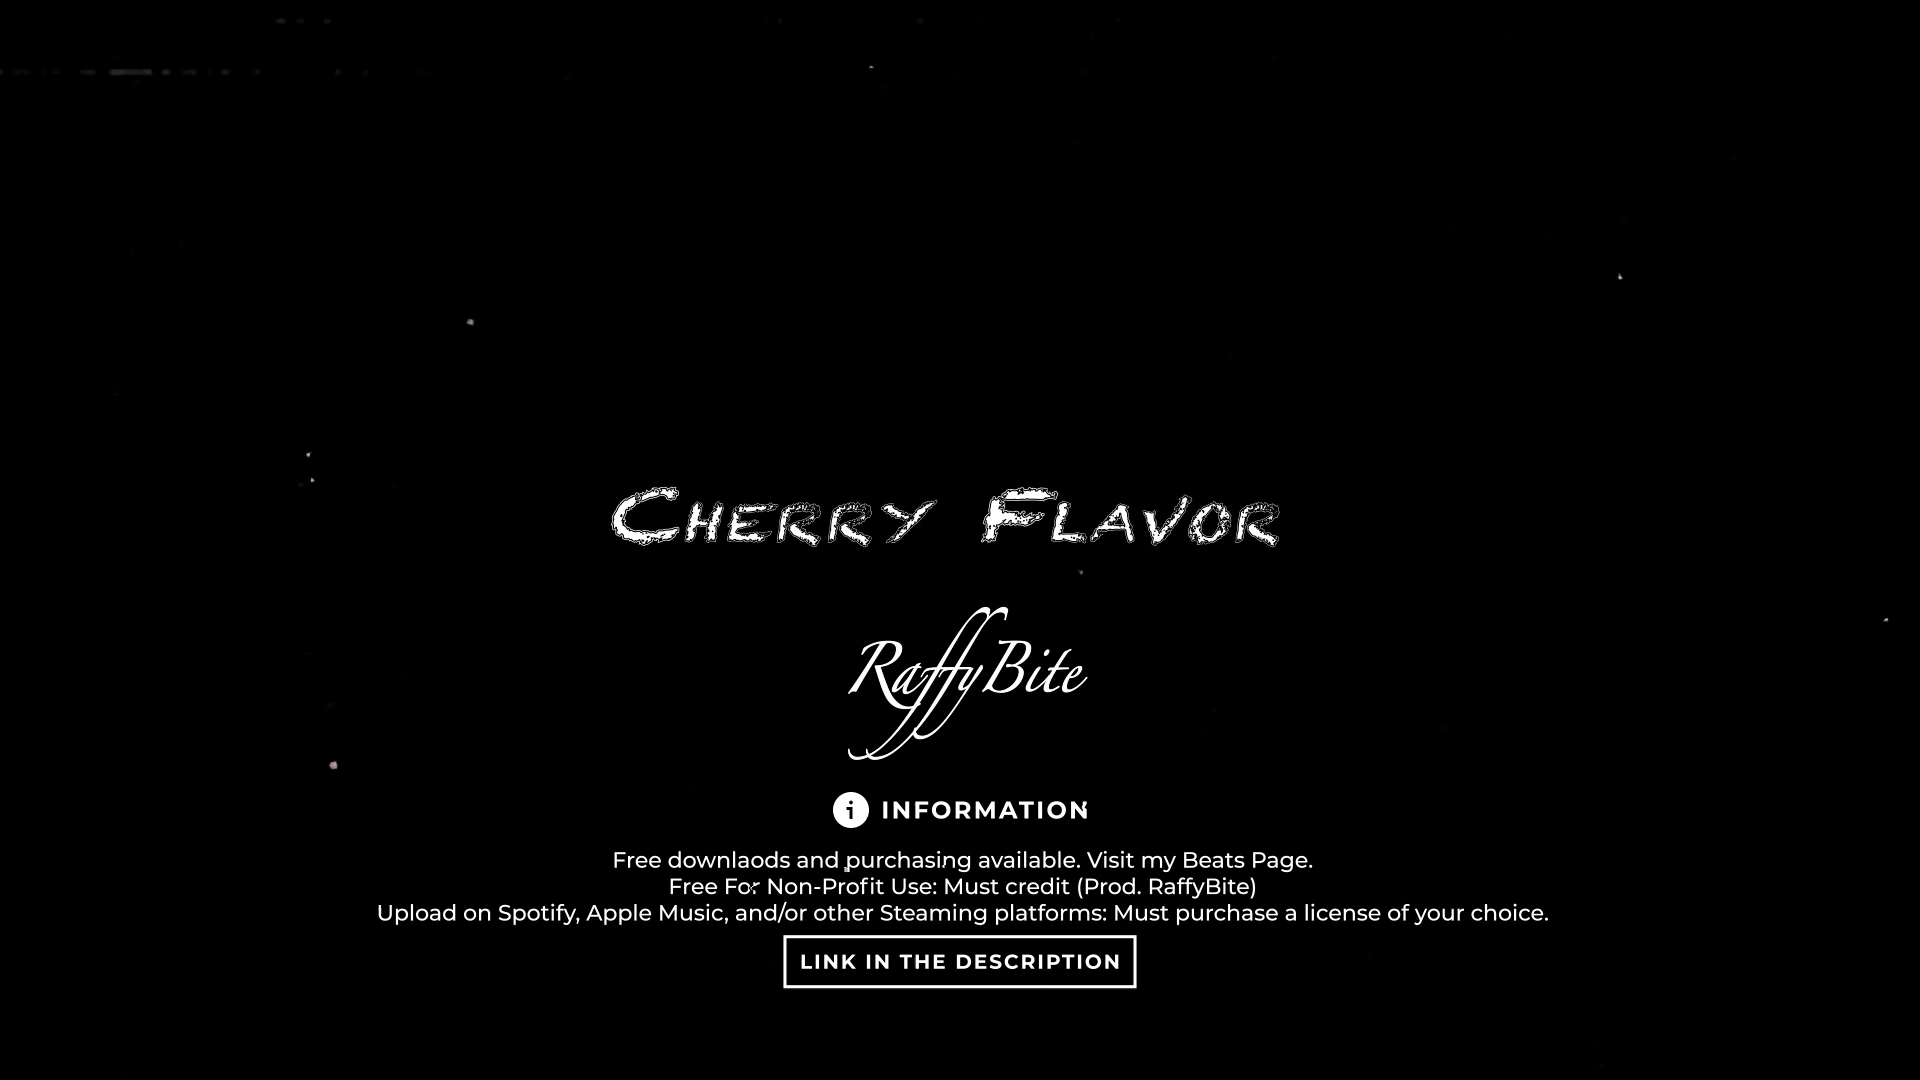 Cherry Flavor
RaffyBite
i INFORMATION
Free downlaods and purchasing available. Visit my Beats Page.
Free For Non-Profit Use: Must credit (Prod. RaffyBite)
Upload on Spotify, Apple Music, and/or other Steaming platforms: Must purchase a license of your choice.
LINK IN THE DESCRIPTION